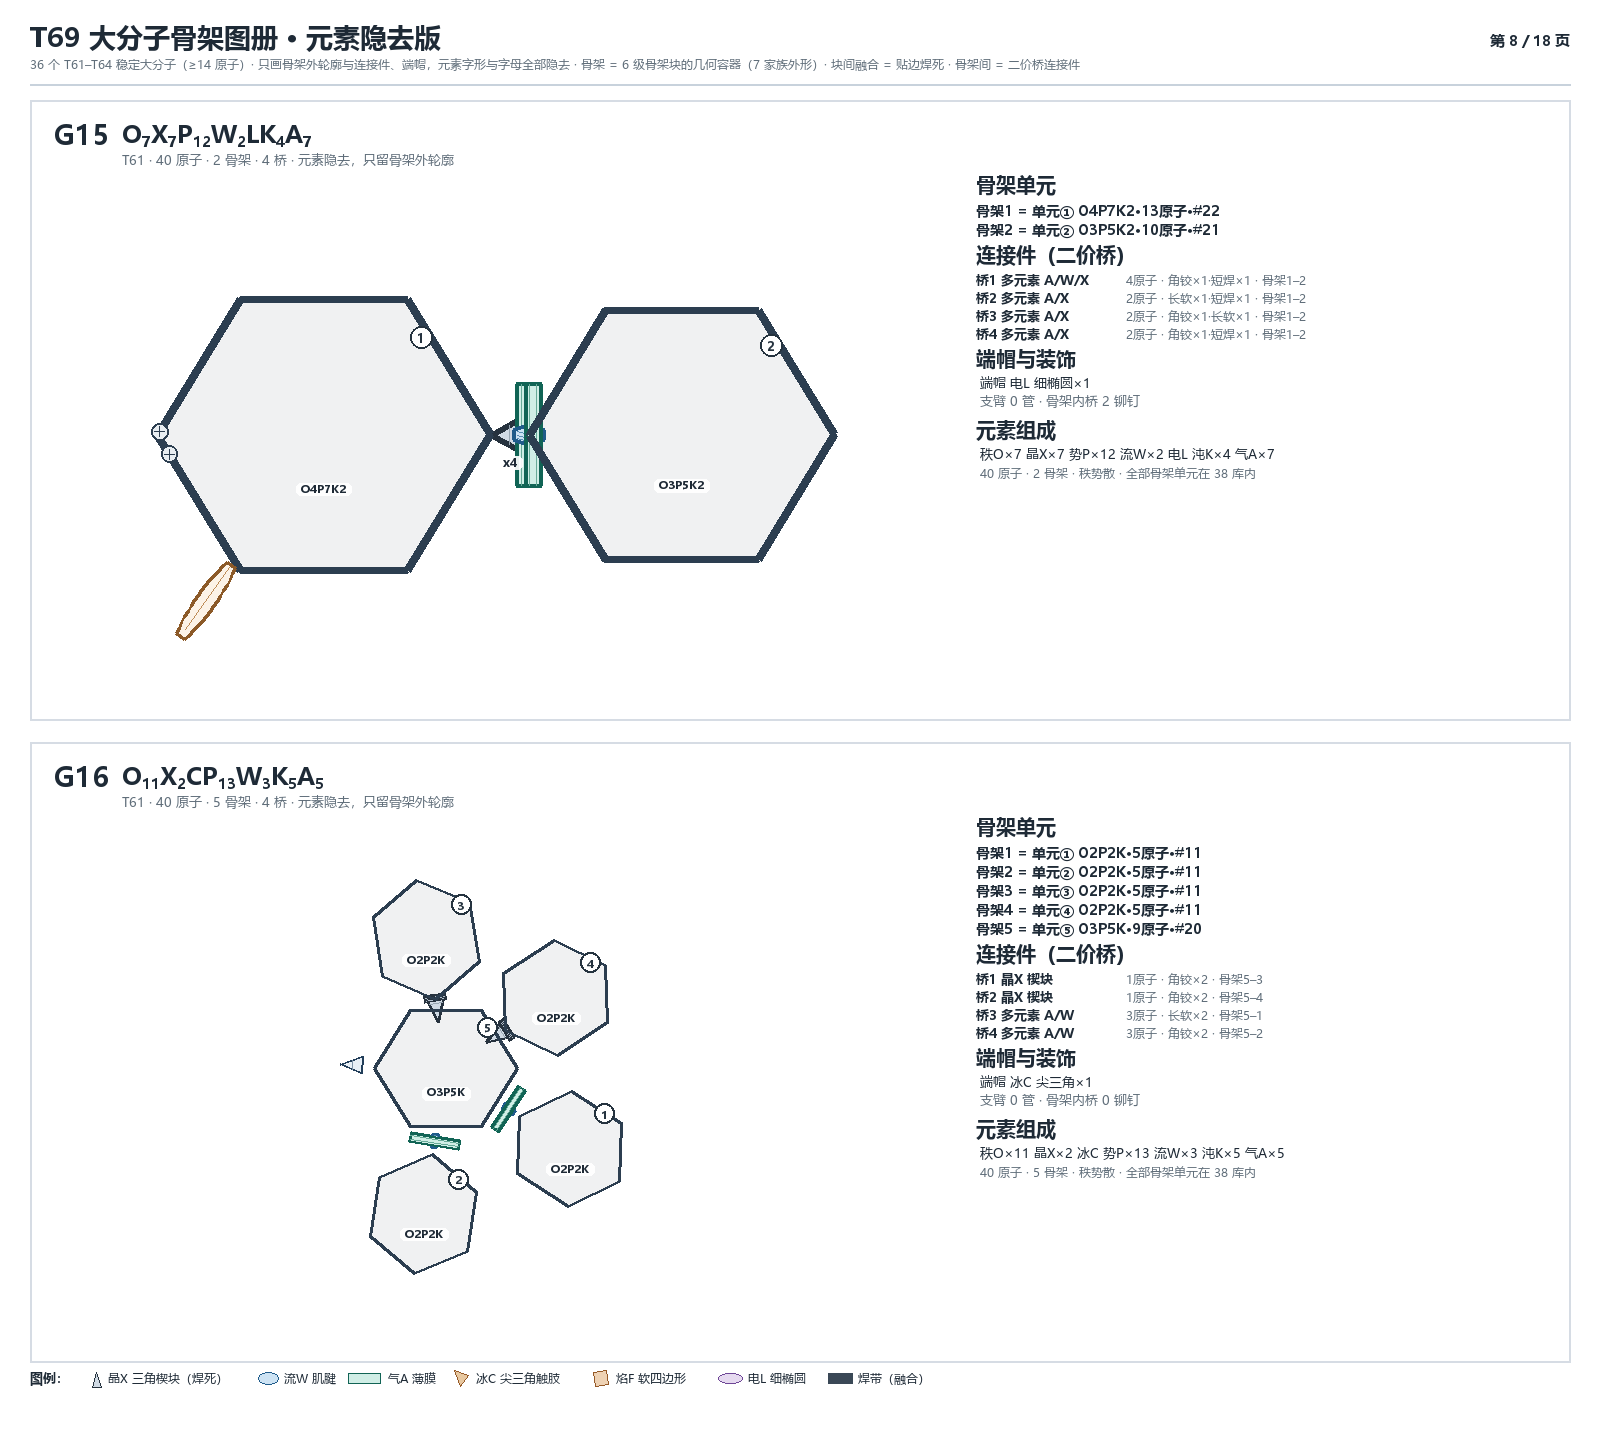 T69 大分子骨架图册 • 元素隐去版
第 8 / 18 页
36 个 T61–T64 稳定大分子（≥14 原子）· 只画骨架外轮廓与连接件、端帽，元素字形与字母全部隐去 · 骨架 = 6 级骨架块的几何容器（7 家族外形）· 块间融合 = 贴边焊死 · 骨架间 = 二价桥连接件
G15 O₇X₇P₁₂W₂LK₄A₇
T61 · 40 原子 · 2 骨架 · 4 桥 · 元素隐去，只留骨架外轮廓
1
2
x4
O4P7K2
O3P5K2
骨架单元
骨架1 = 单元① O4P7K2•13原子•#22
骨架2 = 单元② O3P5K2•10原子•#21
连接件（二价桥）
桥1 多元素 A/W/X 4原子 · 角铰×1·短焊×1 · 骨架1–2
桥2 多元素 A/X 2原子 · 长软×1·短焊×1 · 骨架1–2
桥3 多元素 A/X 2原子 · 角铰×1·长软×1 · 骨架1–2
桥4 多元素 A/X 2原子 · 角铰×1·短焊×1 · 骨架1–2
端帽与装饰
端帽 电L 细椭圆×1
支臂 0 管 · 骨架内桥 2 铆钉
元素组成
秩O×7 晶X×7 势P×12 流W×2 电L 沌K×4 气A×7
40 原子 · 2 骨架 · 秩势散 · 全部骨架单元在 38 库内
G16 O₁₁X₂CP₁₃W₃K₅A₅
T61 · 40 原子 · 5 骨架 · 4 桥 · 元素隐去，只留骨架外轮廓
3
O2P2K
4
O2P2K
5
O3P5K
1
O2P2K
2
O2P2K
骨架单元
骨架1 = 单元① O2P2K•5原子•#11
骨架2 = 单元② O2P2K•5原子•#11
骨架3 = 单元③ O2P2K•5原子•#11
骨架4 = 单元④ O2P2K•5原子•#11
骨架5 = 单元⑤ O3P5K•9原子•#20
连接件（二价桥）
桥1 晶X 楔块 1原子 · 角铰×2 · 骨架5–3
桥2 晶X 楔块 1原子 · 角铰×2 · 骨架5–4
桥3 多元素 A/W 3原子 · 长软×2 · 骨架5–1
桥4 多元素 A/W 3原子 · 角铰×2 · 骨架5–2
端帽与装饰
端帽 冰C 尖三角×1
支臂 0 管 · 骨架内桥 0 铆钉
元素组成
秩O×11 晶X×2 冰C 势P×13 流W×3 沌K×5 气A×5
40 原子 · 5 骨架 · 秩势散 · 全部骨架单元在 38 库内
图例： 晶X 三角楔块（焊死） 流W 肌腱 气A 薄膜 冰C 尖三角触肢 焰F 软四边形 电L 细椭圆 焊带（融合）